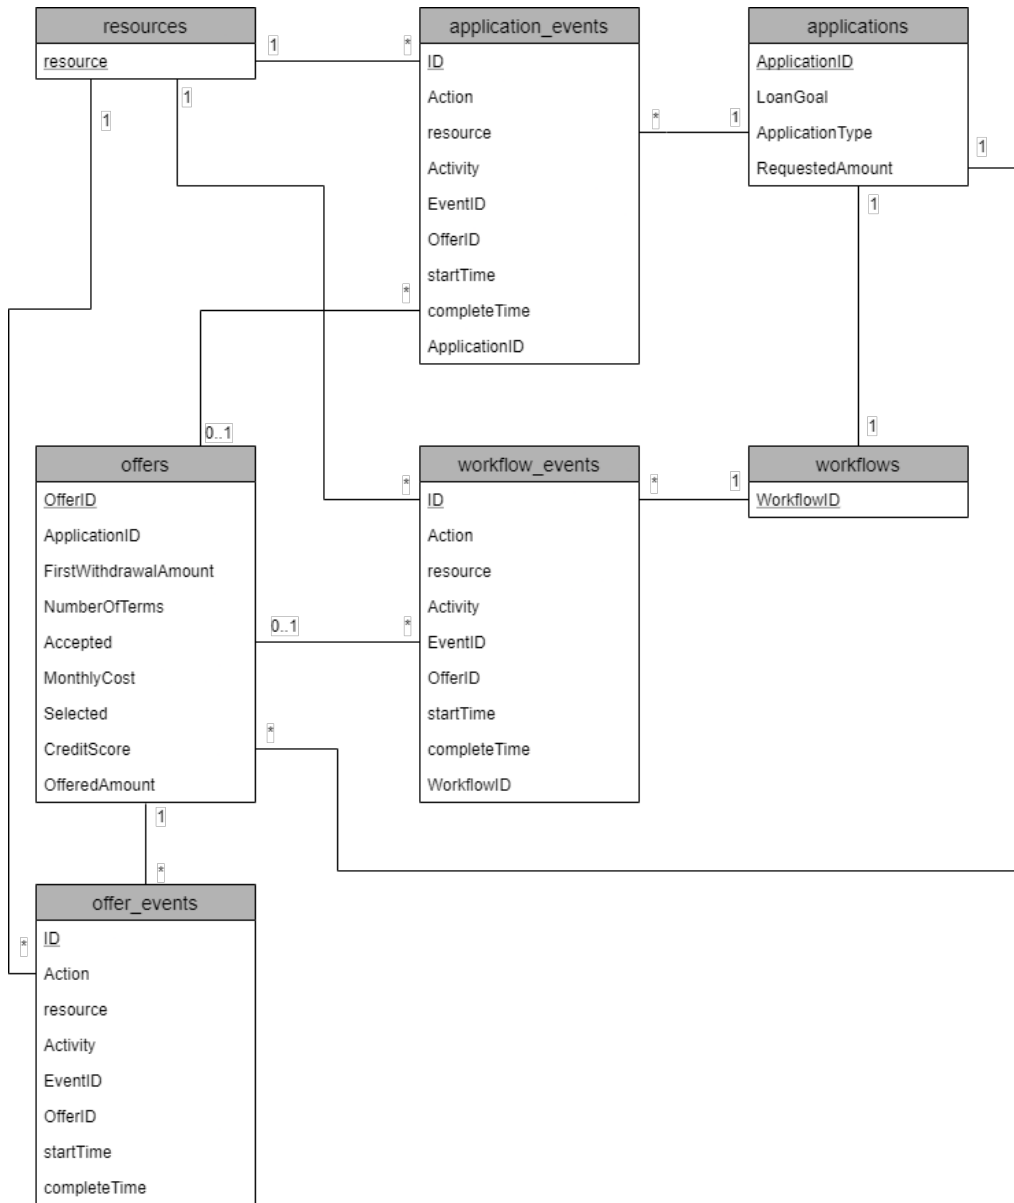 resources
resource
1
*
1
1
application_events
ID
Action
resource
Activity
EventID
OfferID
startTime
completeTime
ApplicationID
*
1
*
0..1
applications
ApplicationID
LoanGoal
ApplicationType
RequestedAmount
1
1
1
offers
OfferID
ApplicationID
FirstWithdrawalAmount
NumberOfTerms
Accepted
MonthlyCost
Selected
CreditScore
OfferedAmount
*
0..1
*
*
1
*
workflow_events
ID
Action
resource
Activity
EventID
OfferID
startTime
completeTime
WorkflowID
*
1
workflows
WorkflowID
offer_events
*
ID
Action
resource
Activity
EventID
OfferID
startTime
completeTime